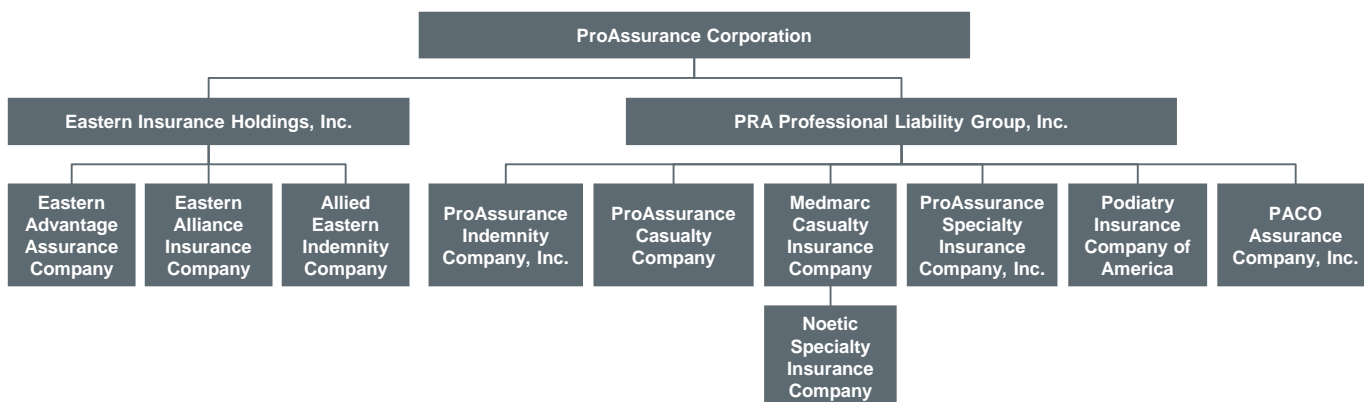 ProAssurance Corporation
Eastern Insurance Holdings, Inc.
PRA Professional Liability Group, Inc.
Eastern
Advantage
Assurance
Company
Eastern
Alliance
Insurance
Company
Allied
Eastern
Indemnity
Company
ProAssurance
Indemnity
Company, Inc.
ProAssurance
Casualty
Company
Medmarc
Casualty
Insurance
Company
ProAssurance
Specialty
Insurance
Company, Inc.
Podiatry
Insurance
Company of
America
PACO
Assurance
Company, Inc.
Noetic
Specialty
Insurance
Company